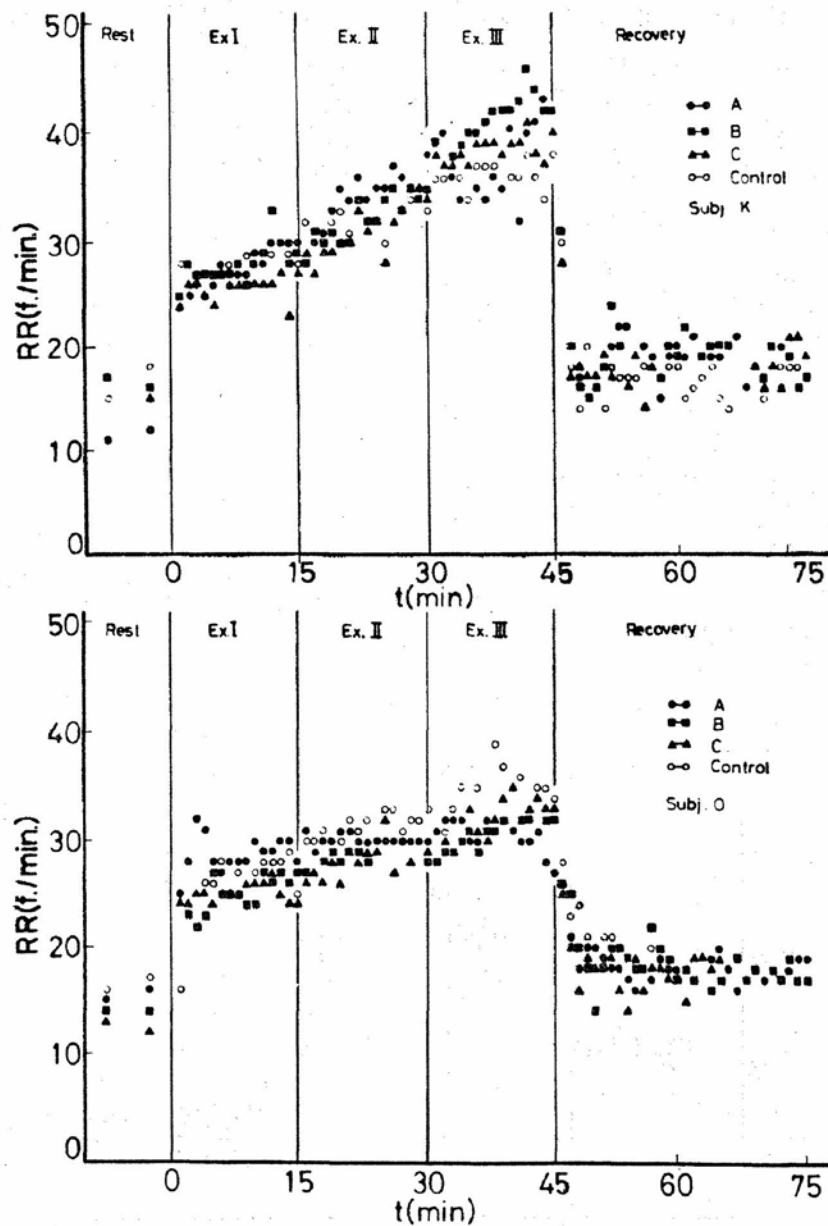 50
Rest Ex I Ex. II Ex. III Recovery
A
B
C
Control
Subj. K
40
30
20
10
0
RR(f./min.)
0 15 30 45 60 75
t(min)
50
Rest Ex.I Ex. II Ex. III Recovery
A
B
C
Control
Subj. O
40
30
20
10
0
RR(f./min.)
0 15 30 45 60 75
t(min)